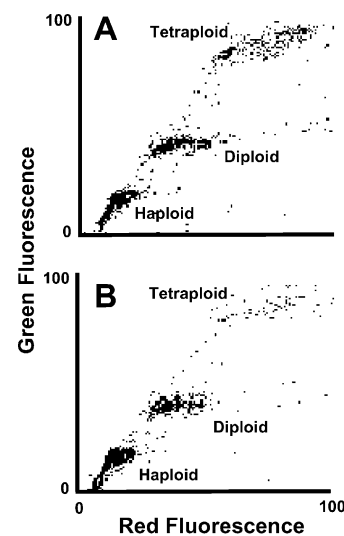 100
A
Tetraploid
Diploid
Haploid
0
Green Fluorescence
100
B
Tetraploid
Diploid
Haploid
0
0
100
Red Fluorescence